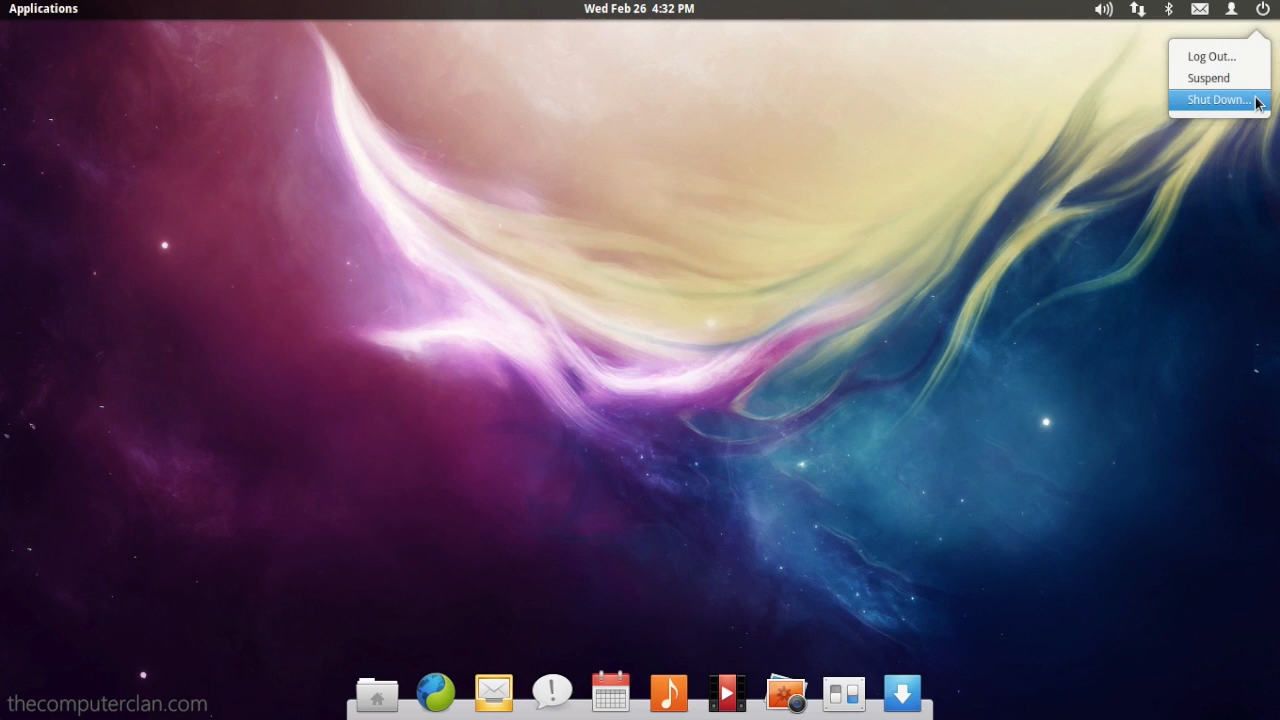 Applications
Wed Feb 26 4:32 PM
Log Out...
Suspend
Shut Down...
thecomputerclan.com